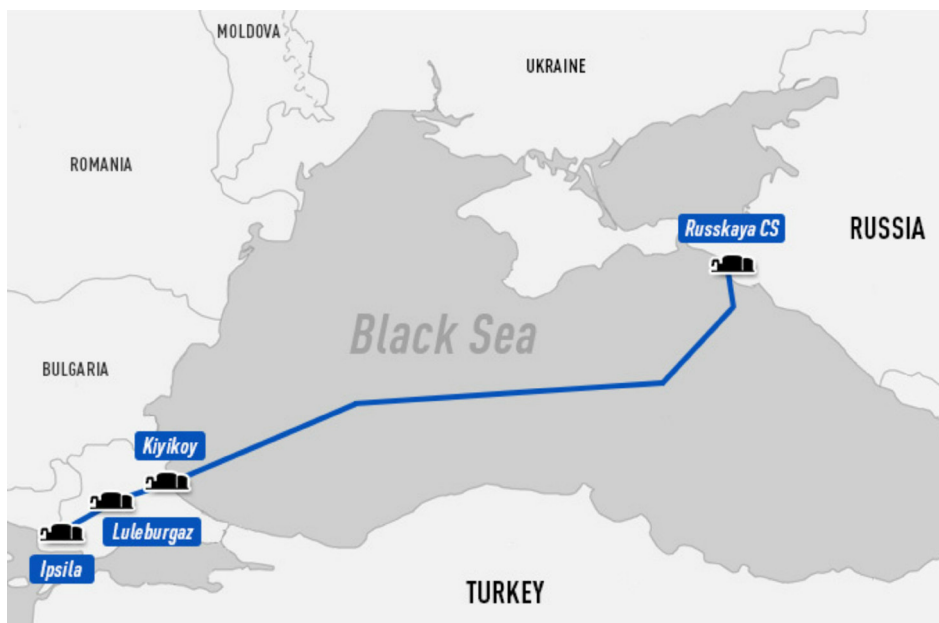 MOLDOVA
UKRAINE
ROMANIA
Russkaya CS
RUSSIA
Black Sea
BULGARIA
Kiyikoy
Luleburgaz
Ipsila
TURKEY